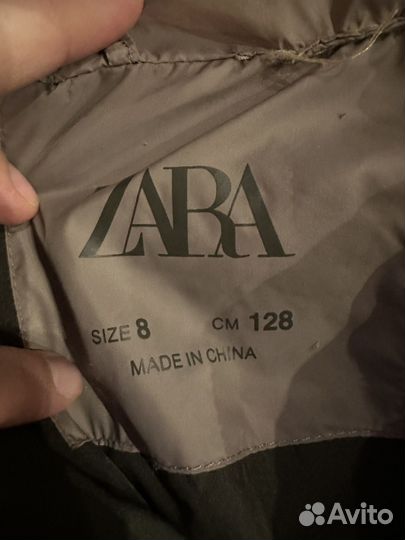 ZARA
SIZE 8 CM 128
MADE IN CHINA
Avito